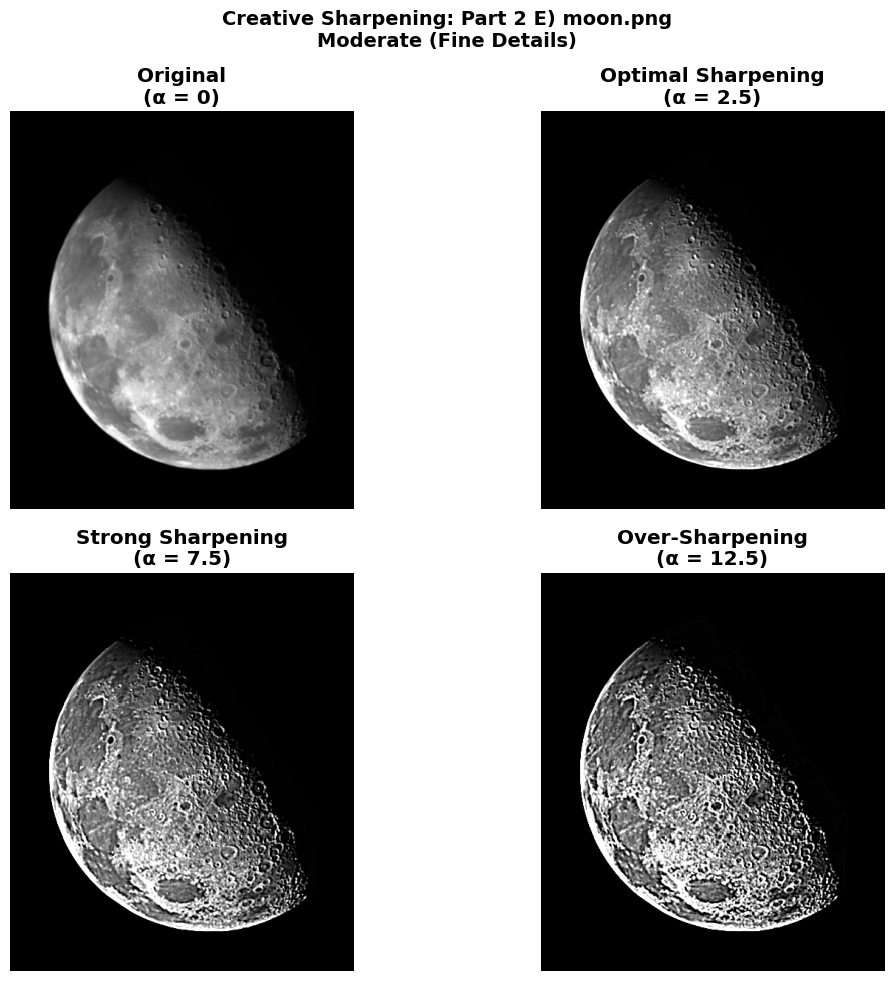 Creative Sharpening: Part 2 E) moon.png
Moderate (Fine Details)
Original
(α = 0)
Optimal Sharpening
(α = 2.5)
Strong Sharpening
(α = 7.5)
Over-Sharpening
(α = 12.5)